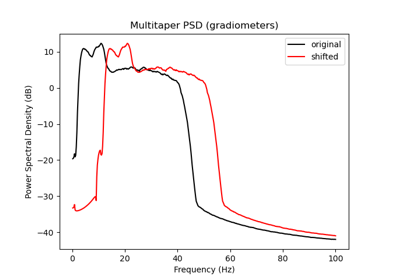 Multitaper PSD (gradiometers)
original
shifted
Power Spectral Density (dB)
10
0
−10
−20
−30
−40
0 20 40 60 80 100
Frequency (Hz)